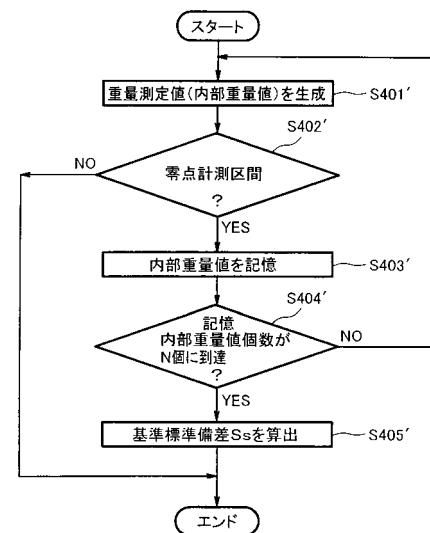 スタート
重量測定値(内部重量値)を生成
S401′
S402′
NO
零点計測区間
?
YES
内部重量値を記憶
S403′
S404′
記憶
内部重量値個数が
N個に到達
?
NO
YES
基準標準備差Ssを算出
S405′
エンド